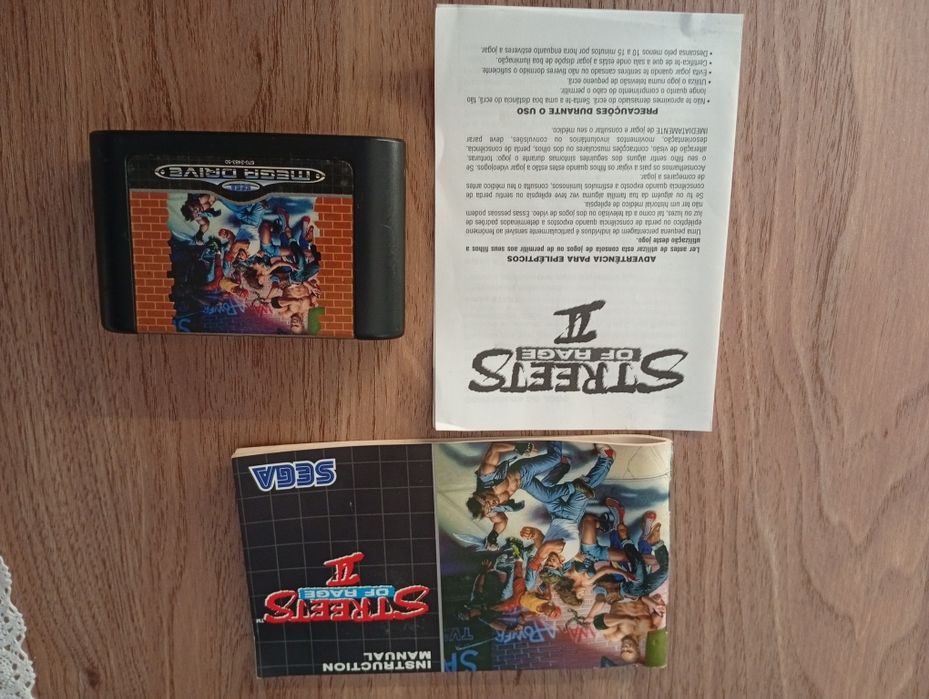 STREETS
OF RAGE
II
ADVERTÊNCIA PARA EPILÉPTICOS
Ler antes de utilizar esta consola de jogos ou de permitir aos seus filhos a
utilização deste jogo.
Uma pequena percentagem de indivíduos é particularmente sensível ao fenómeno
epiléptico ou perda de consciência quando expostos a determinados padrões de
luz ou luzes, tal como a da televisão ou dos jogos de vídeo. Essas pessoas podem
não ter um historial médico de epilepsia.
Se tu ou alguém da tua família alguma vez teve epilepsia ou sentiu perda de
consciência quando exposto a estímulos luminosos, consulta o teu médico antes
de começares a jogar.
Aconselhamos os pais a vigiar os filhos quando estes estão a jogar videojogos. Se
o seu filho sentir alguns dos seguintes sintomas durante o jogo: tonturas,
alteração de visão, contracções musculares ou dos olhos, perda de consciência,
desorientação, movimentos involuntários ou convulsões, deve parar
IMEDIATAMENTE de jogar e consultar o seu médico.
PRECAUÇÕES DURANTE O USO
• Não te aproximes demasiado do ecrã. Senta-te a uma boa distância do ecrã, tão
longe quanto o comprimento do cabo o permitir.
• Utiliza o jogo numa televisão de pequeno ecrã.
• Evita jogar quando te sentires cansado ou não tiveres dormido o suficiente.
• Certifica-te de que a sala onde estás a jogar dispõe de boa iluminação.
• Descansa pelo menos 10 a 15 minutos por hora enquanto estiveres a jogar.
SEGA
MEGA DRIVE
670-2483-50
INSTRUCTION
MANUAL
STREETS™
OF RAGE
II
SEGA
SP
TV
POWER